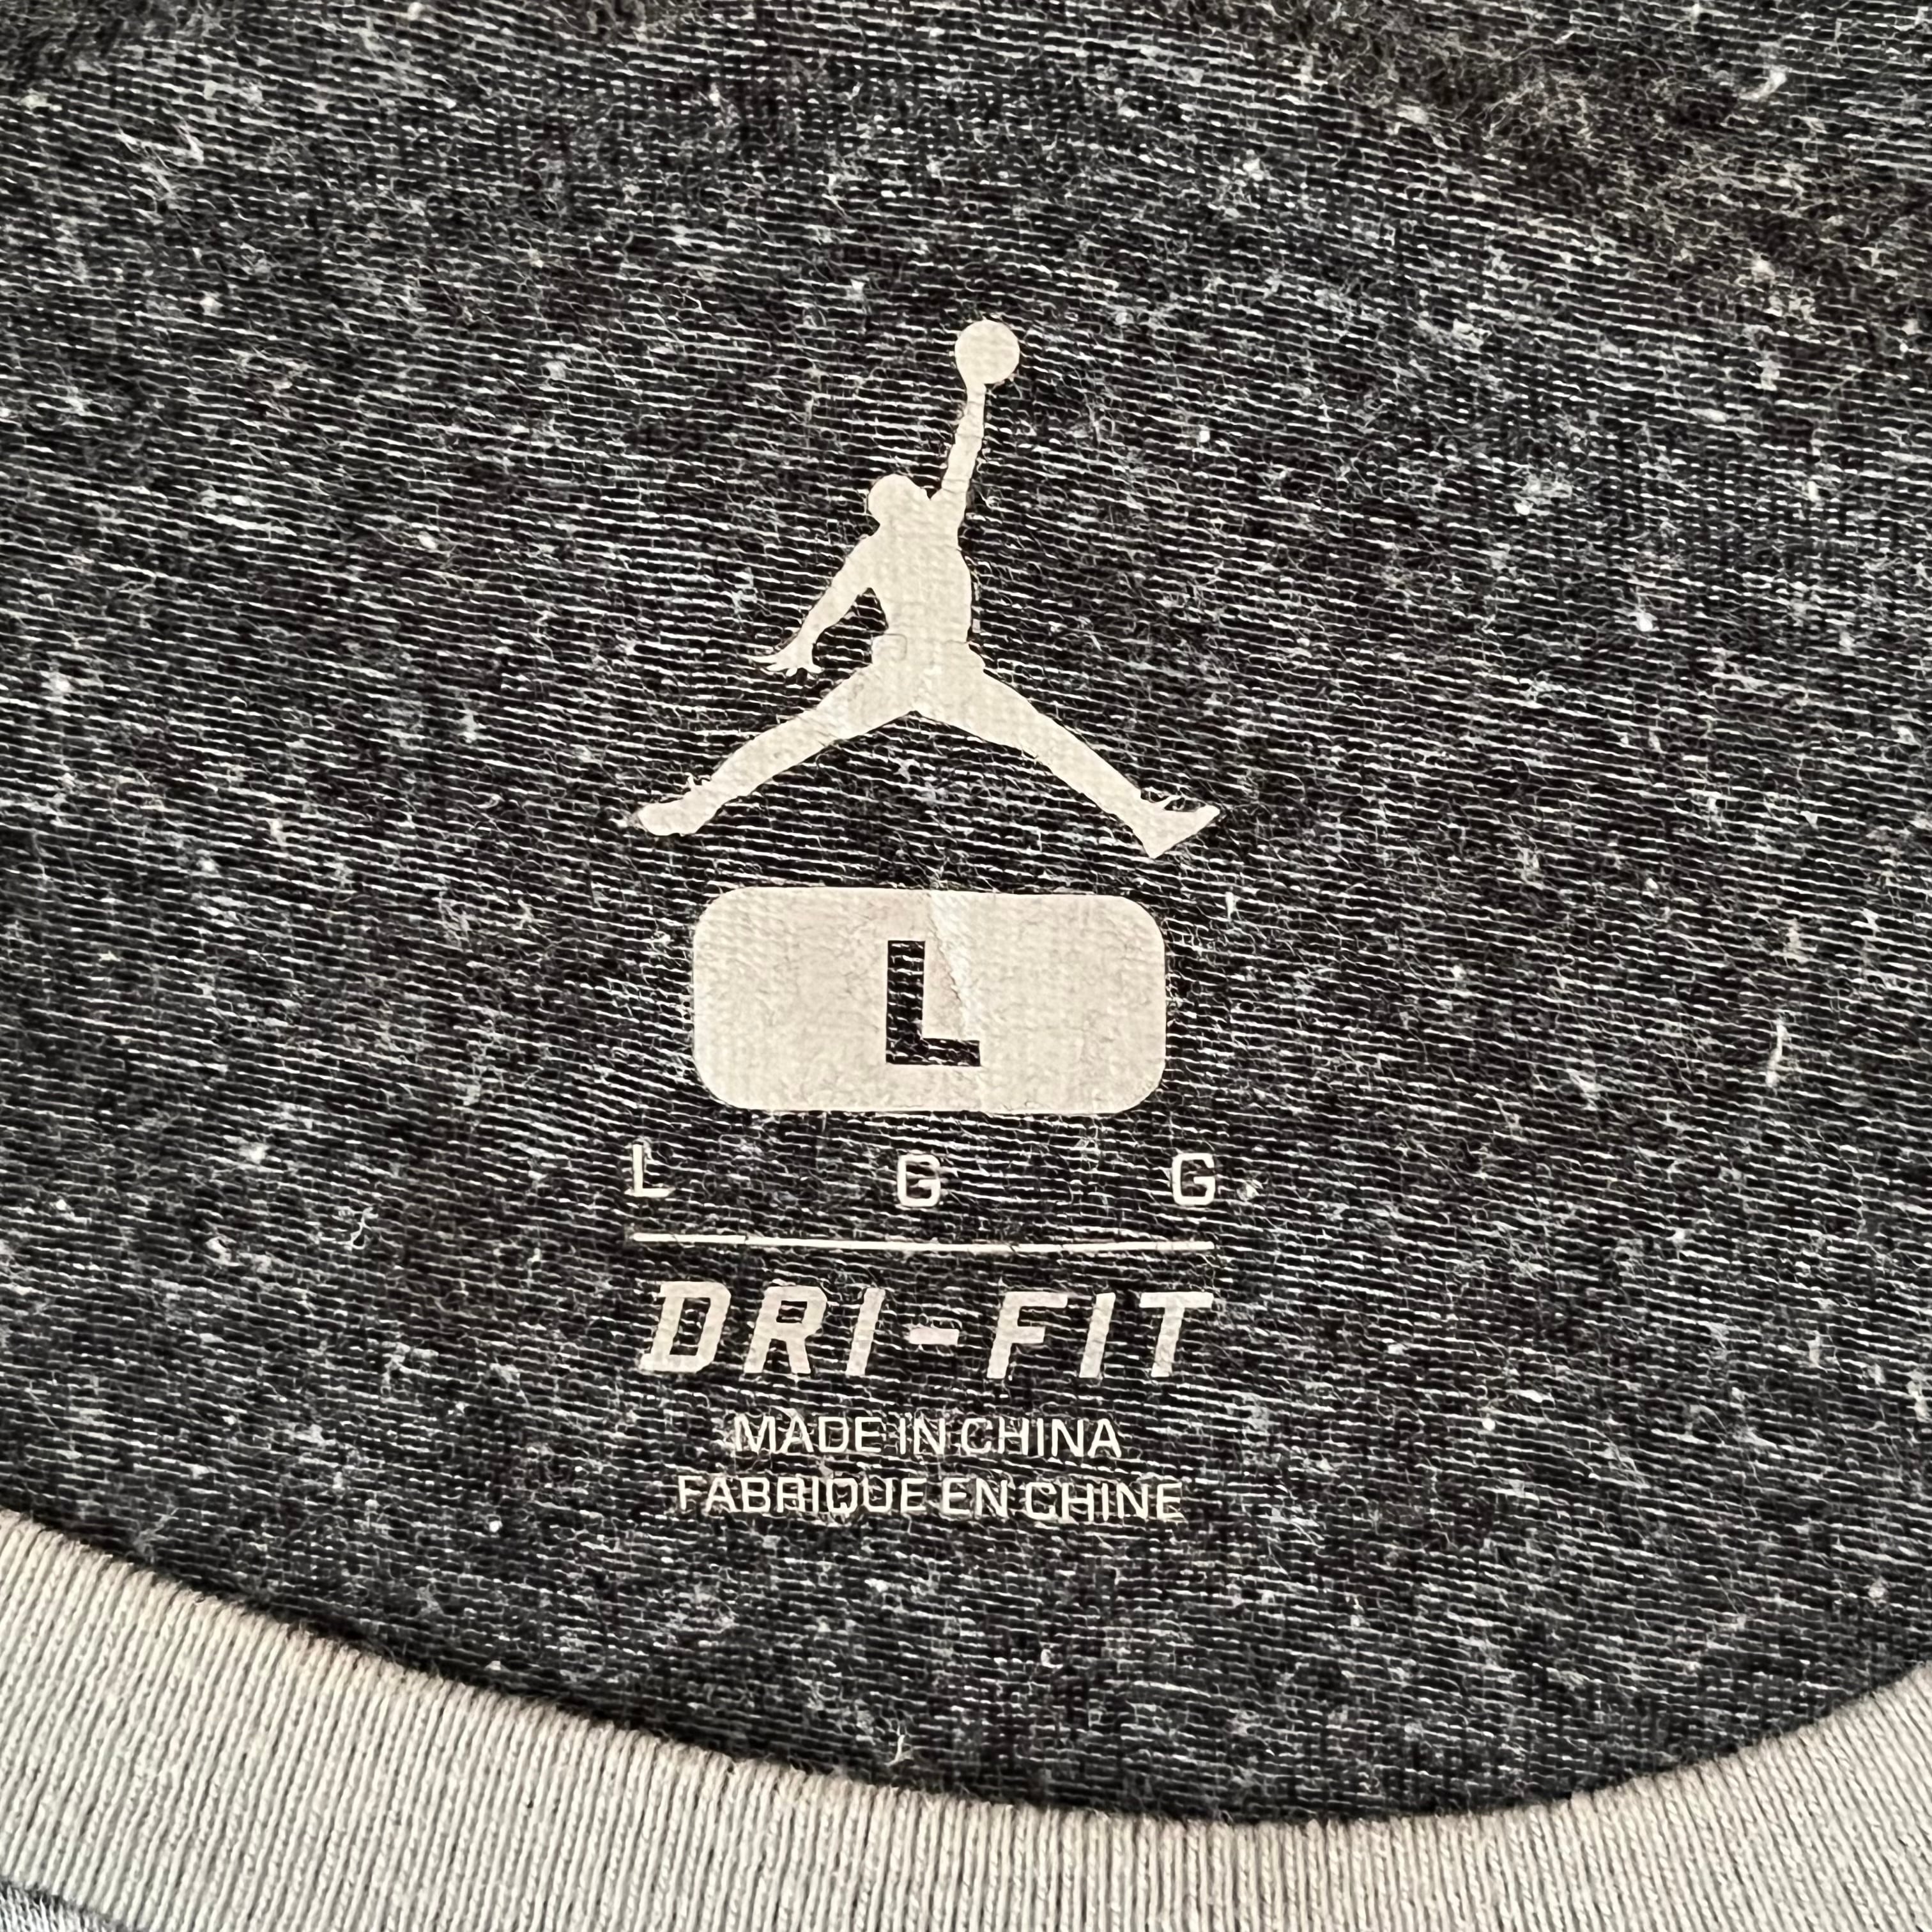 L
L G G
DRI-FIT
MADE IN CHINA
FABRIQUE EN CHINE